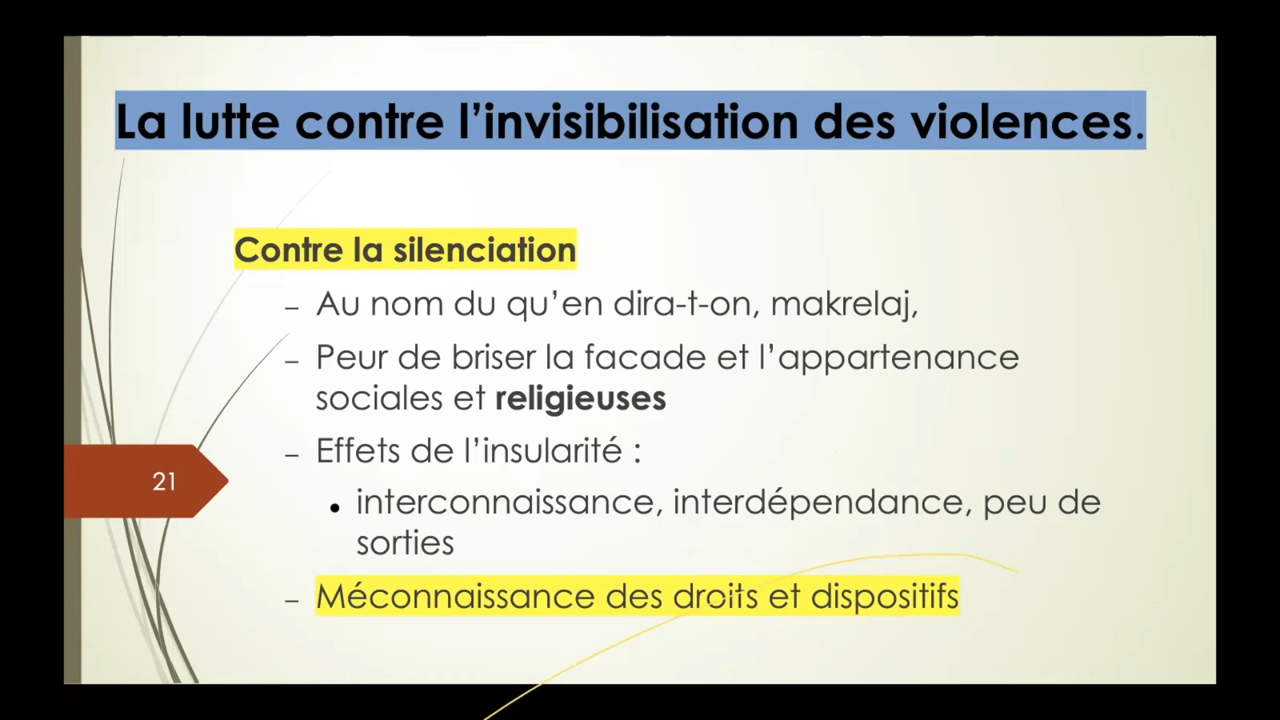 La lutte contre l’invisibilisation des violences.
Contre la silenciation
– Au nom du qu’en dira-t-on, makrelaj,
– Peur de briser la facade et l’appartenance
sociales et religieuses
– Effets de l’insularité :
• interconnaissance, interdépendance, peu de
sorties
21
– Méconnaissance des droits et dispositifs